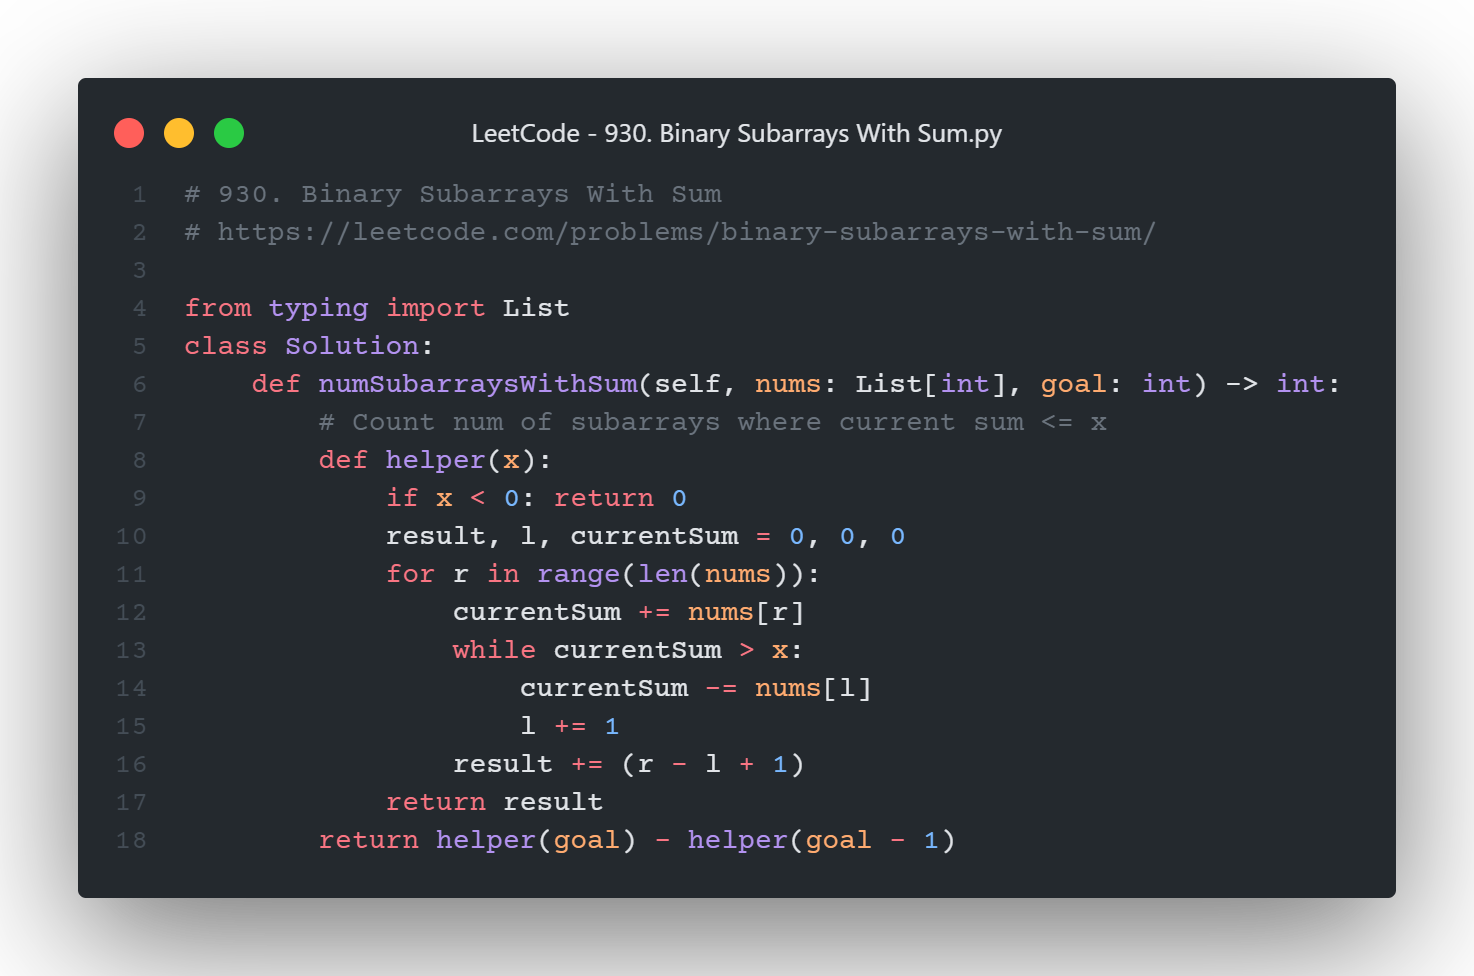 LeetCode - 930. Binary Subarrays With Sum.py
1 # 930. Binary Subarrays With Sum
2 # https://leetcode.com/problems/binary-subarrays-with-sum/
3
4 from typing import List
5 class Solution:
6     def numSubarraysWithSum(self, nums: List[int], goal: int) -> int:
7         # Count num of subarrays where current sum <= x
8         def helper(x):
9             if x < 0: return 0
10             result, l, currentSum = 0, 0, 0
11             for r in range(len(nums)):
12                 currentSum += nums[r]
13                 while currentSum > x:
14                     currentSum -= nums[l]
15                     l += 1
16                 result += (r - l + 1)
17             return result
18         return helper(goal) - helper(goal - 1)